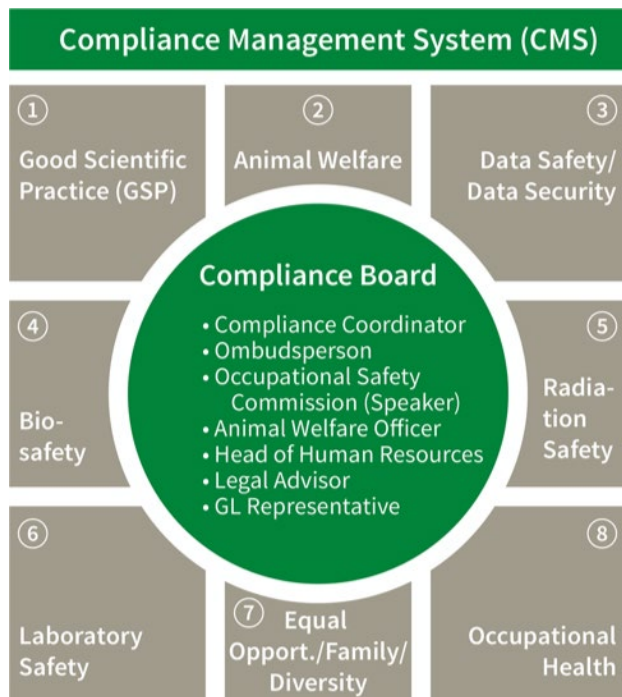 Compliance Management System (CMS)
①
Good Scientific
Practice (GSP)
②
Animal Welfare
③
Data Safety/
Data Security
Compliance Board
• Compliance Coordinator
• Ombudsperson
• Occupational Safety
Commission (Speaker)
• Animal Welfare Officer
• Head of Human Resources
• Legal Advisor
• GL Representative
④
Bio-
safety
⑤
Radia-
tion
Safety
⑥
Laboratory
Safety
⑦ Equal
Opport./Family/
Diversity
⑧
Occupational
Health